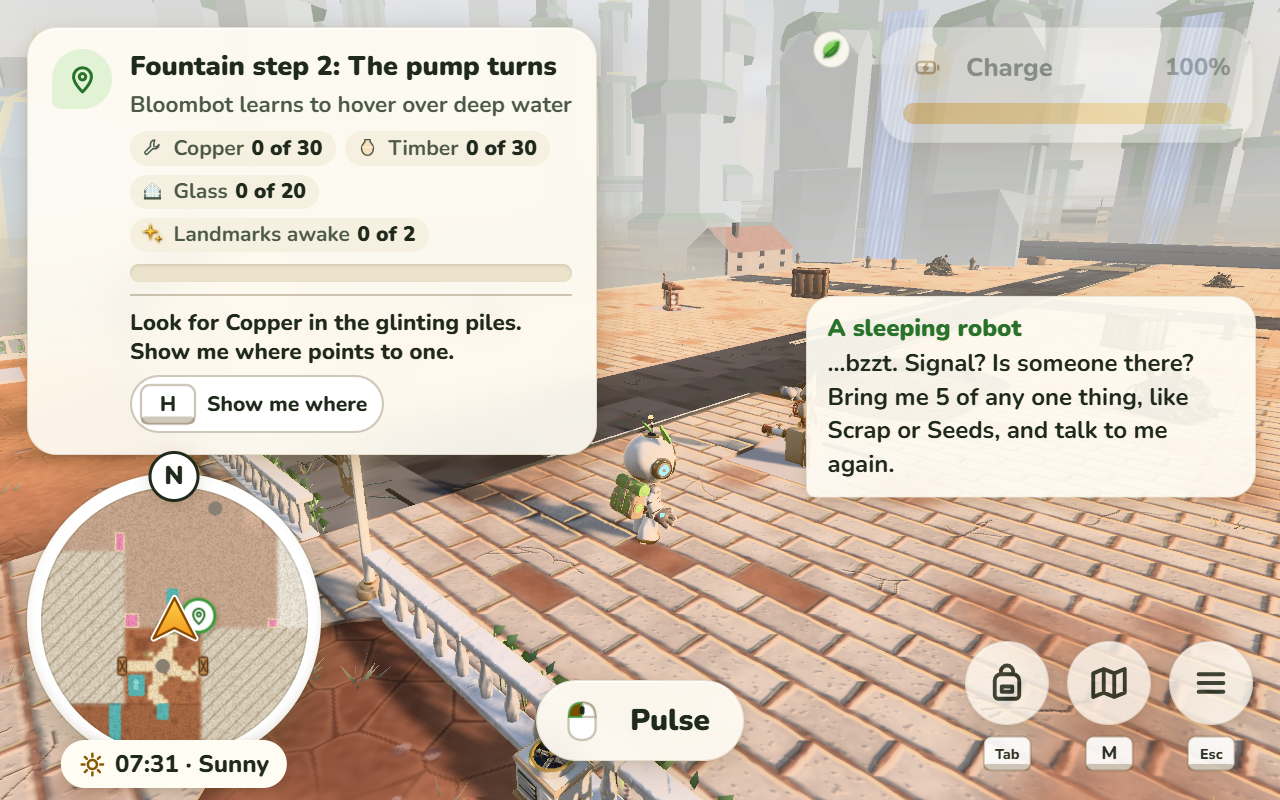 Fountain step 2: The pump turns
Bloombot learns to hover over deep water
Copper 0 of 30
Timber 0 of 30
Glass 0 of 20
Landmarks awake 0 of 2
Look for Copper in the glinting piles.
Show me where points to one.
H Show me where
Charge 100%
A sleeping robot
...bzzt. Signal? Is someone there?
Bring me 5 of any one thing, like
Scrap or Seeds, and talk to me
again.
N
07:31 · Sunny
Pulse
Tab
M
Esc